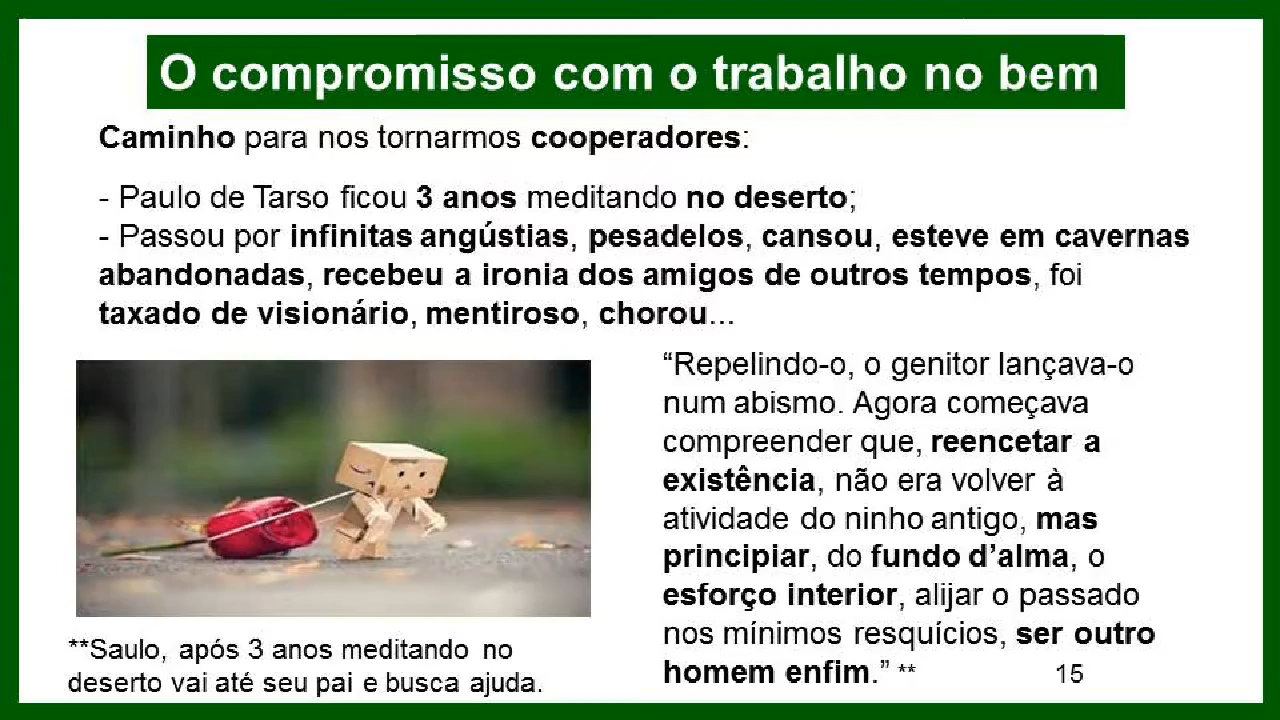 O compromisso com o trabalho no bem
Caminho para nos tornarmos cooperadores:
- Paulo de Tarso ficou 3 anos meditando no deserto;
- Passou por infinitas angústias, pesadelos, cansou, esteve em cavernas
abandonadas, recebeu a ironia dos amigos de outros tempos, foi
taxado de visionário, mentiroso, chorou...
“Repelindo-o, o genitor lançava-o
num abismo. Agora começava
compreender que, reencetar a
existência, não era volver à
atividade do ninho antigo, mas
principiar, do fundo d’alma, o
esforço interior, alijar o passado
nos mínimos resquícios, ser outro
homem enfim.” **
**Saulo, após 3 anos meditando no
deserto vai até seu pai e busca ajuda.
15